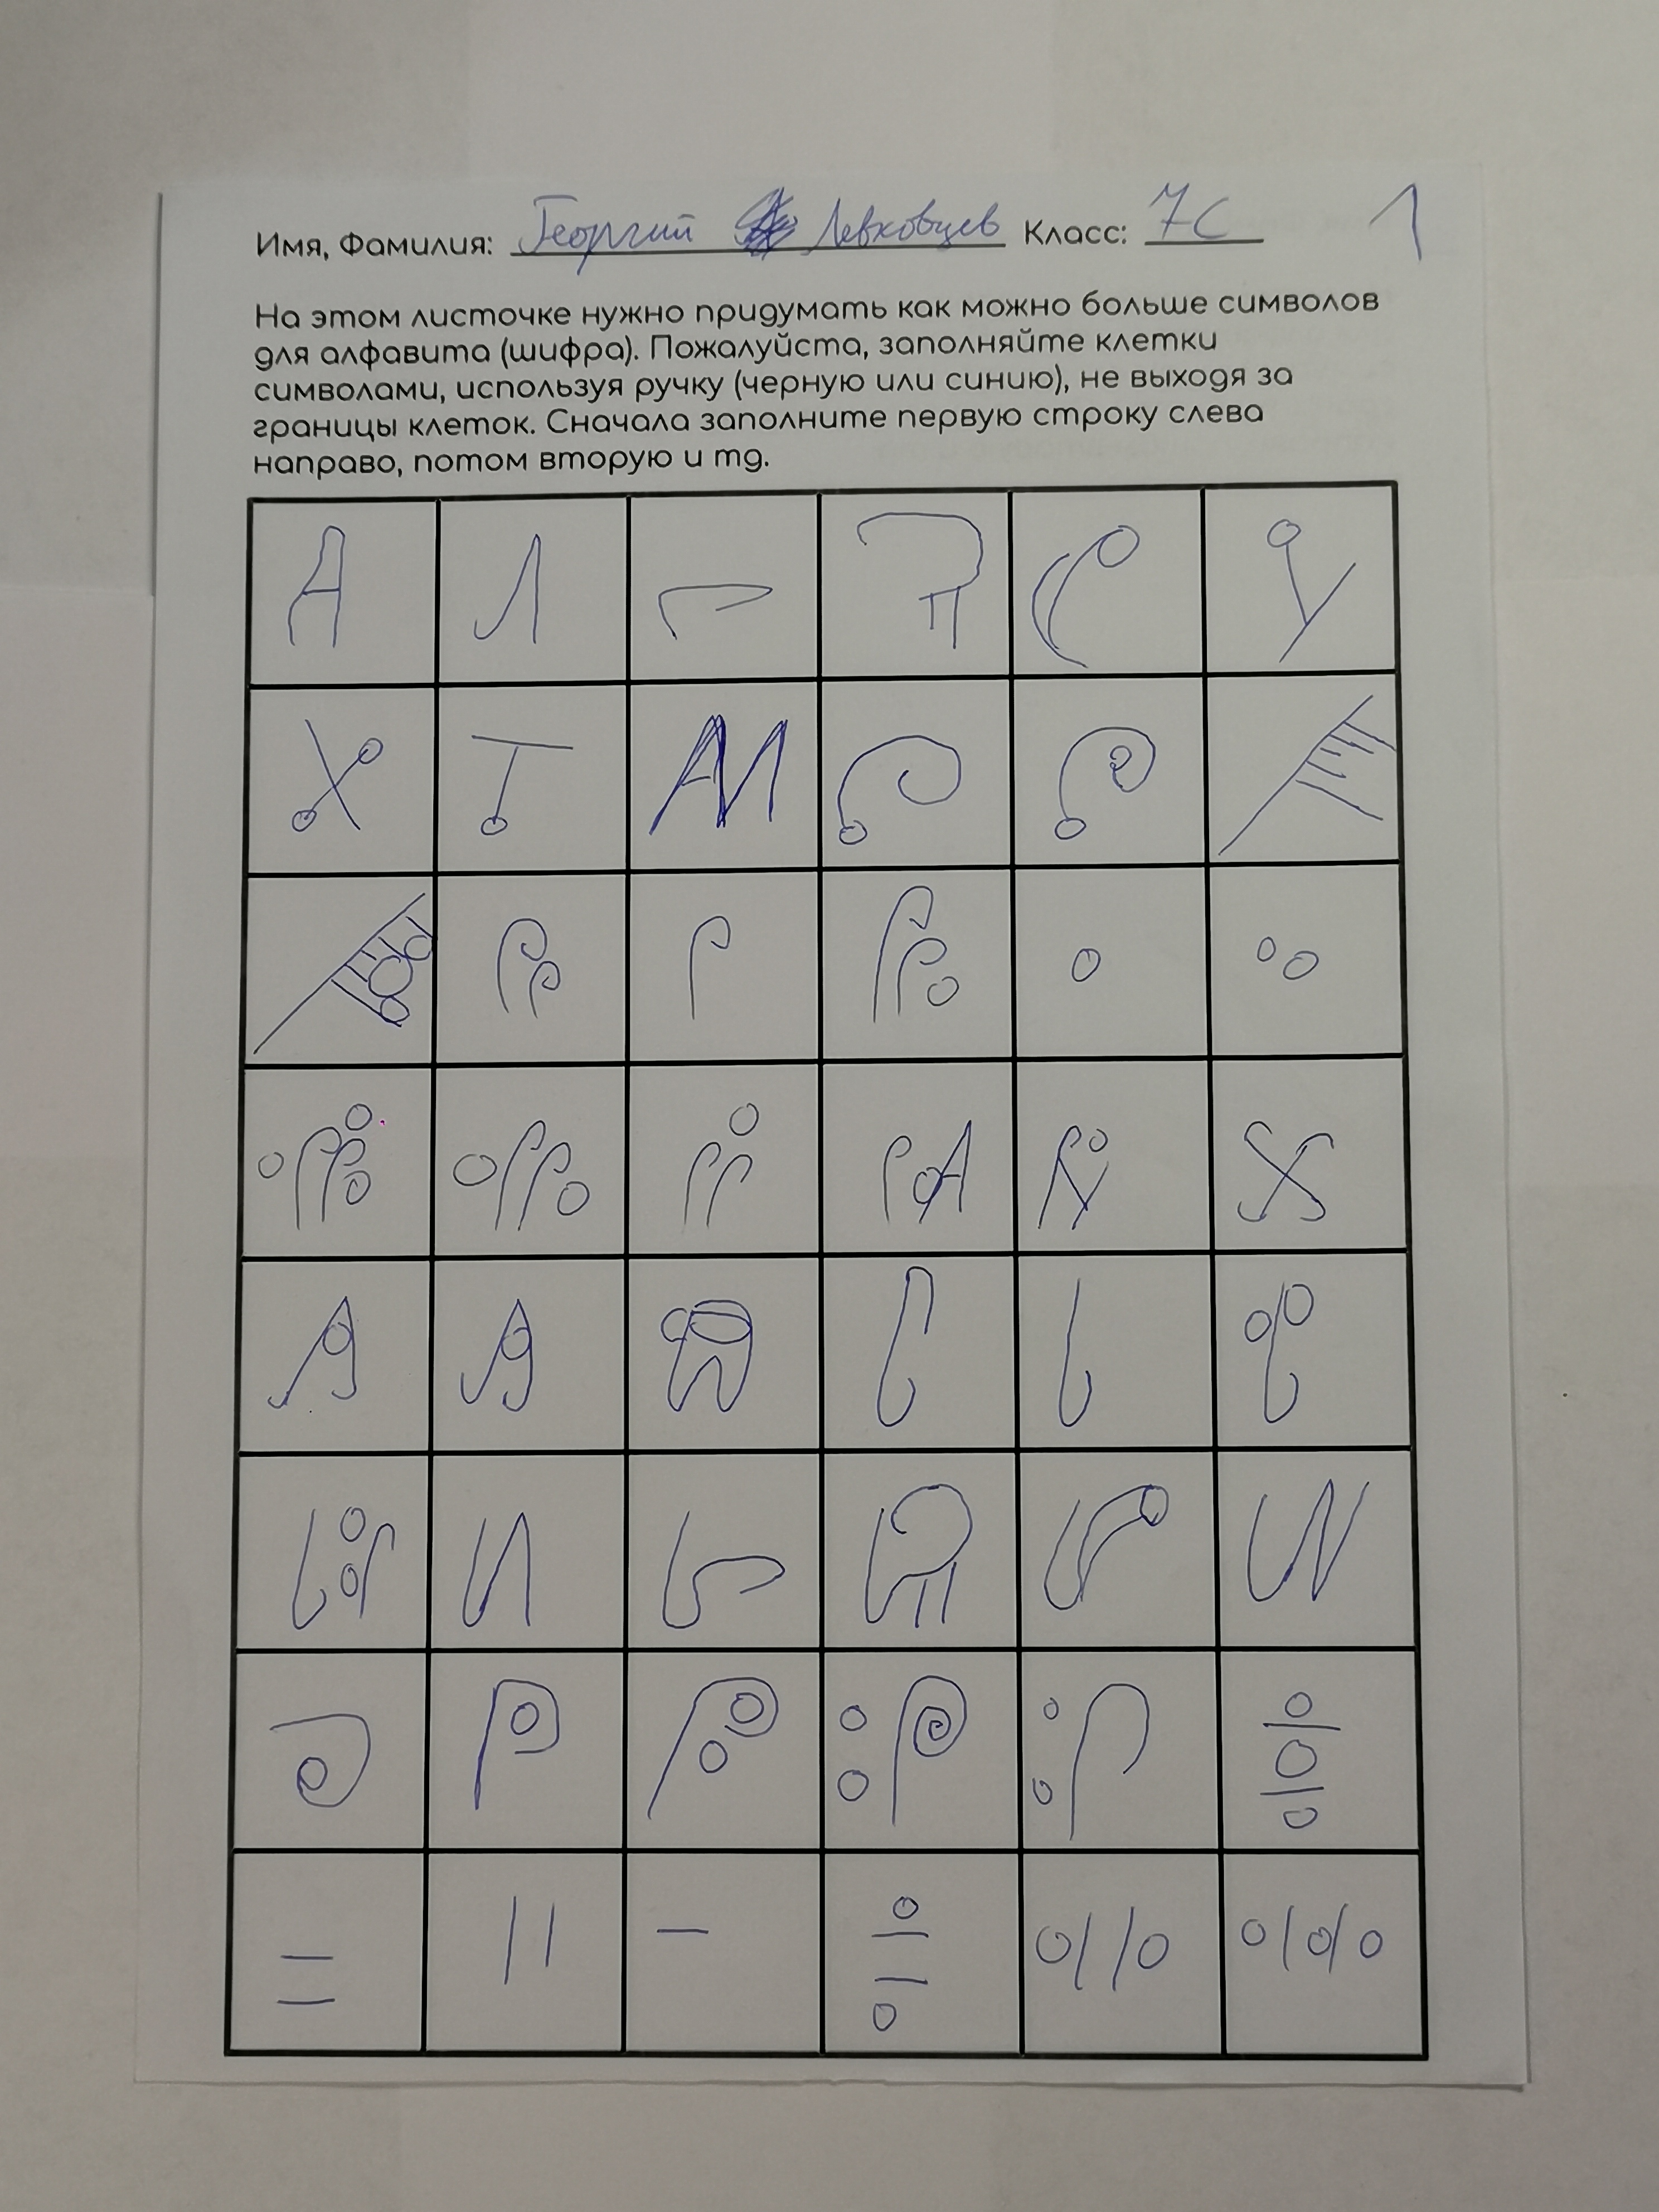 Имя, Фамилия: Георгий Левковцев Класс: 7С 1
На этом листочке нужно придумать как можно больше символов
для алфавита (шифра). Пожалуйста, заполняйте клетки
символами, используя ручку (черную или синию), не выходя за
границы клеток. Сначала заполните первую строку слева
направо, потом вторую и тд.